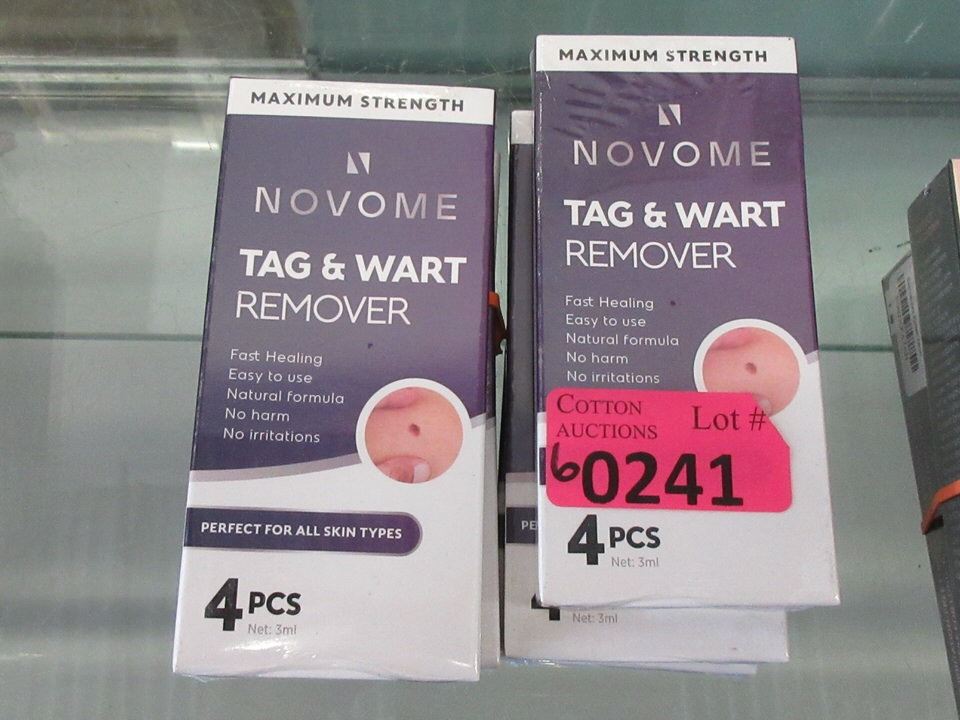 MAXIMUM STRENGTH
NOVOME
TAG & WART
REMOVER
Fast Healing
Easy to use
Natural formula
No harm
No irritations
PERFECT FOR ALL SKIN TYPES
4 PCS
Net: 3ml
MAXIMUM STRENGTH
NOVOME
TAG & WART
REMOVER
Fast Healing
Easy to use
Natural formula
No harm
No irritations
COTTON
AUCTIONS
Lot #
60241
4 PCS
Net: 3ml
PE
4
Net: 3ml